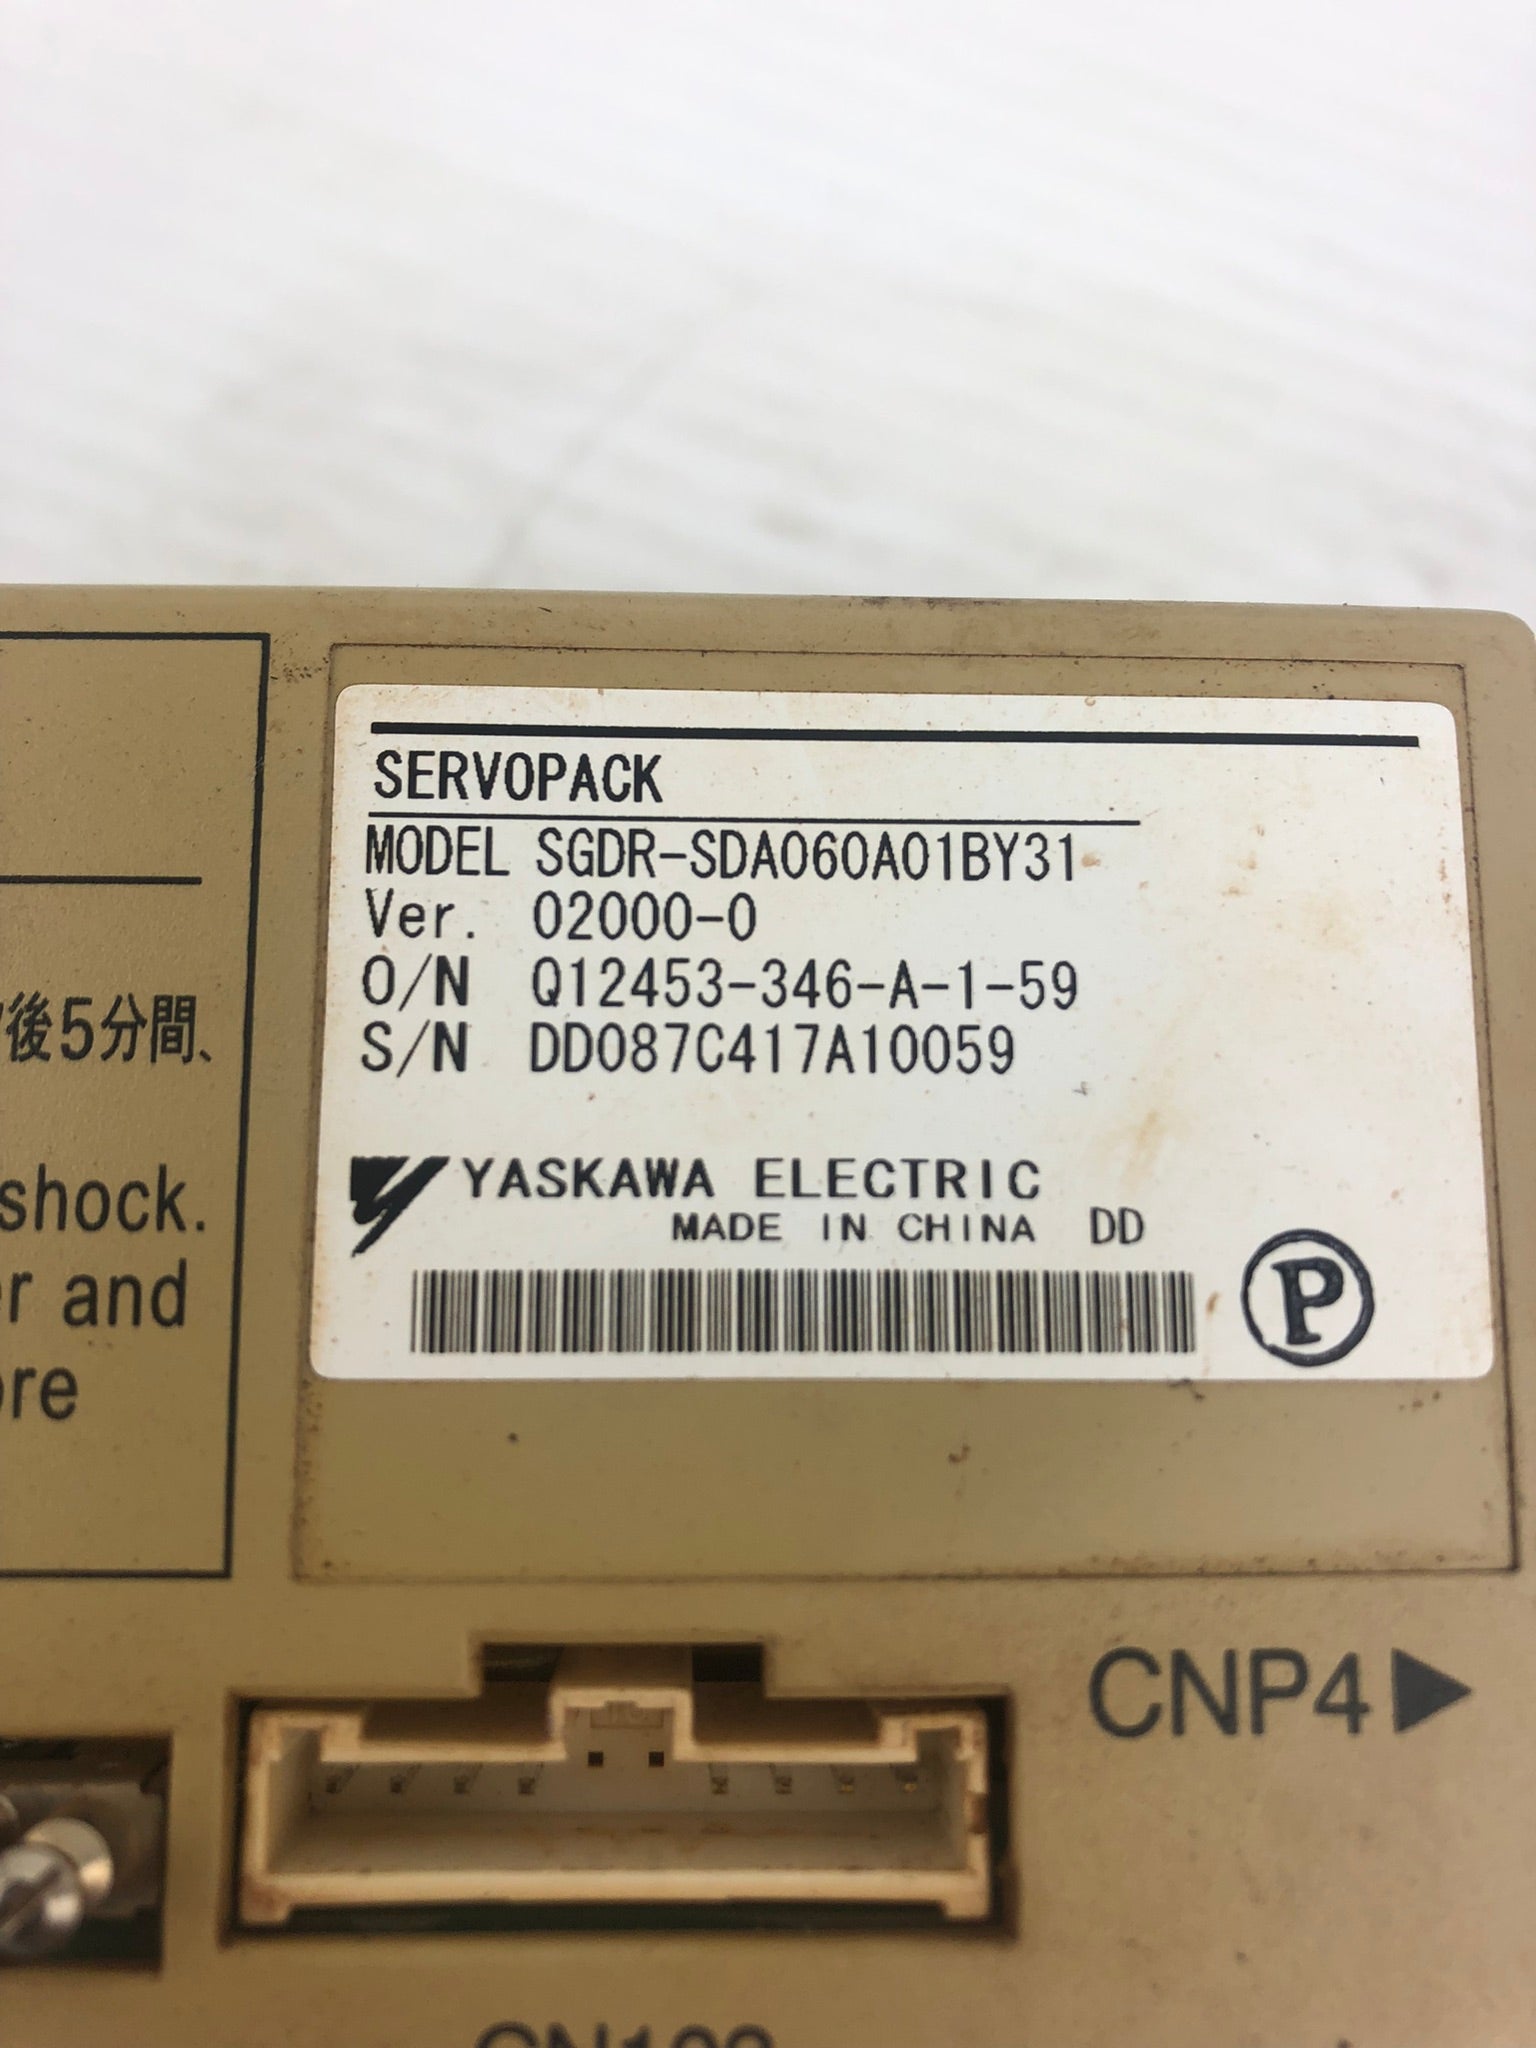 SERVOPACK
MODEL SGDR-SDA060A01BY31
Ver. 02000-0
O/N Q12453-346-A-1-59
S/N DD087C417A10059
YASKAWA ELECTRIC
MADE IN CHINA DD
P
後5分間、
shock.
and
CNP4